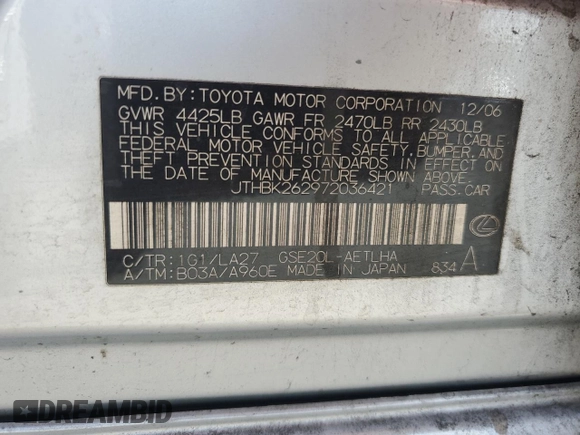 MFD. BY: TOYOTA MOTOR CORPORATION 12/06
GVWR 4425LB GAWR FR 2470LB RR 2430LB
THIS VEHICLE CONFORMS TO ALL APPLICABLE
FEDERAL MOTOR VEHICLE SAFETY, BUMPER, AND
THEFT PREVENTION STANDARDS IN EFFECT ON
THE DATE OF MANUFACTURE SHOWN ABOVE.
JTHBK262972036421 PASS. CAR
C/TR: 1G1/LA27 GSE20L-AETLHA
A/TM: B03A/A960E MADE IN JAPAN 834 A
DREAMBID